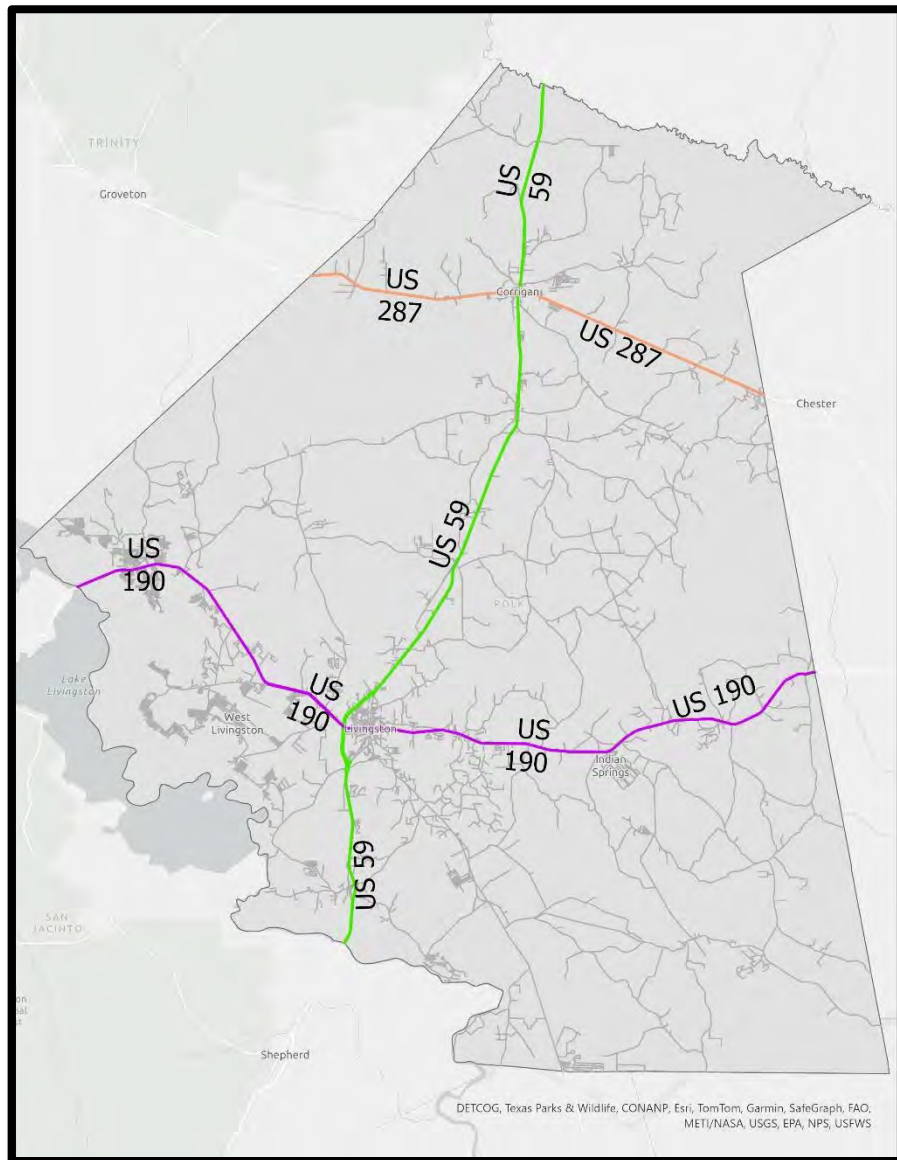 TRINITY
Groveton
US
59
Corrigan
US
287
US 287
Chester
US 59
US
190
POLK
Lake
Livingston
West
Livingston
US
190
Livingston
US
190
US 190
Indian
Springs
US 59
SAN
JACINTO
Shepherd
DETCOG, Texas Parks & Wildlife, CONANP, Esri, TomTom, Garmin, SafeGraph, FAO,
METI/NASA, USGS, EPA, NPS, USFWS